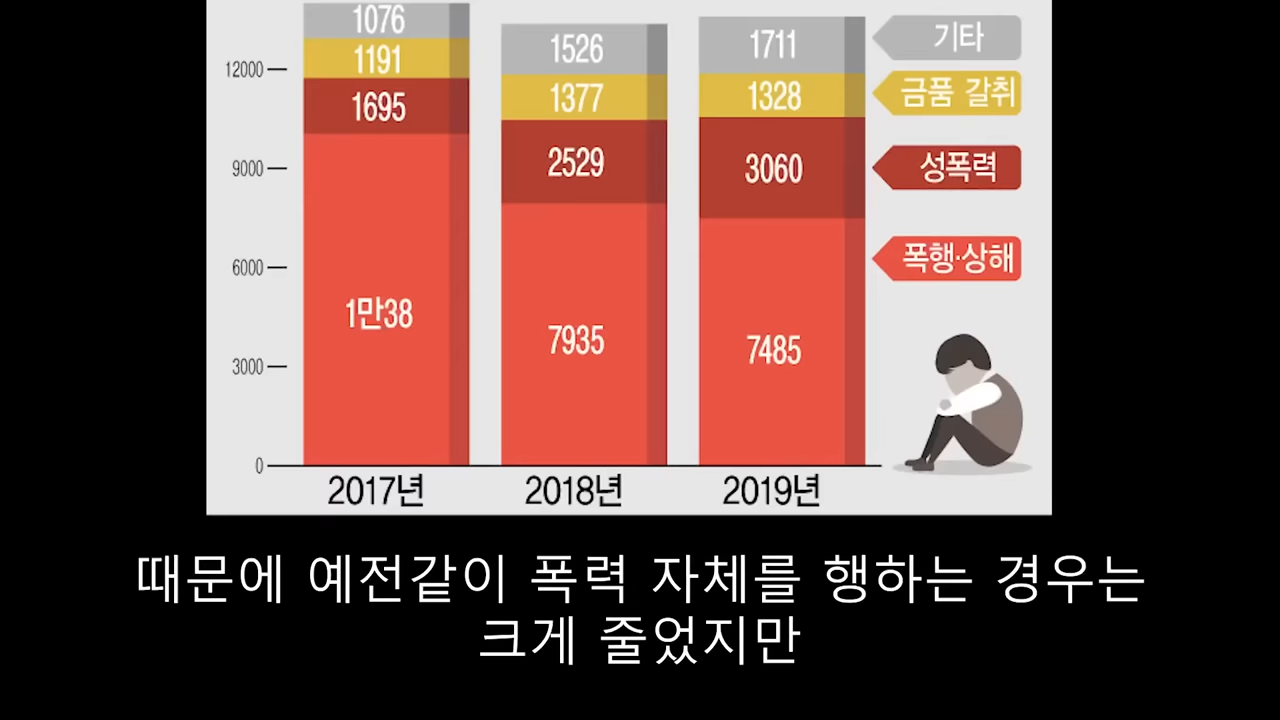 1076
1191
1695
1만38
1526
1377
2529
7935
1711
1328
3060
7485
기타
금품 갈취
성폭력
폭행·상해
12000
9000
6000
3000
0
2017년
2018년
2019년
때문에 예전같이 폭력 자체를 행하는 경우는
크게 줄었지만